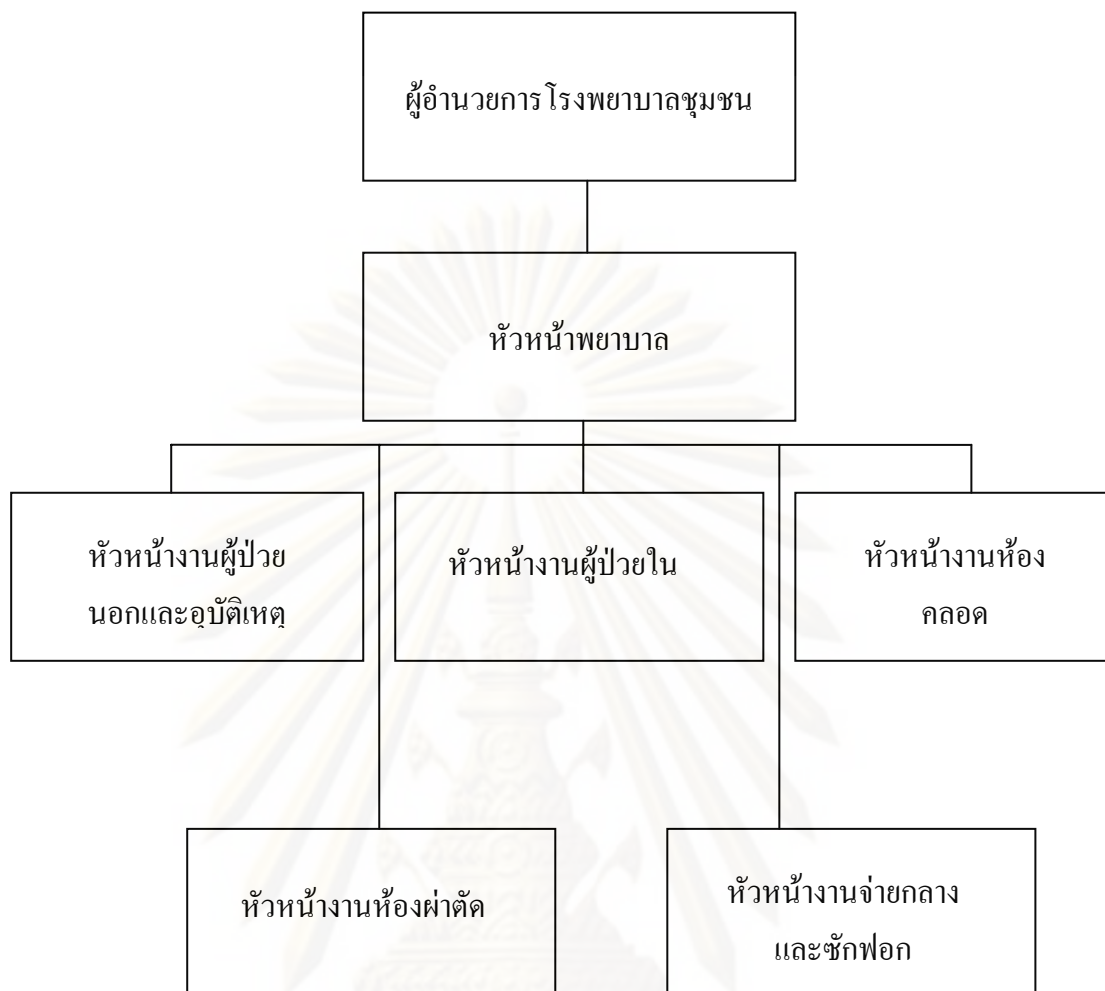 ผู้อำนวยการโรงพยาบาลชุมชน
หัวหน้าพยาบาล
หัวหน้างานผู้ป่วย
นอกและอุบัติเหตุ
หัวหน้างานผู้ป่วยใน
หัวหน้างานห้อง
คลอด
หัวหน้างานห้องผ่าตัด
หัวหน้างานจ่ายกลาง
และซักฟอก